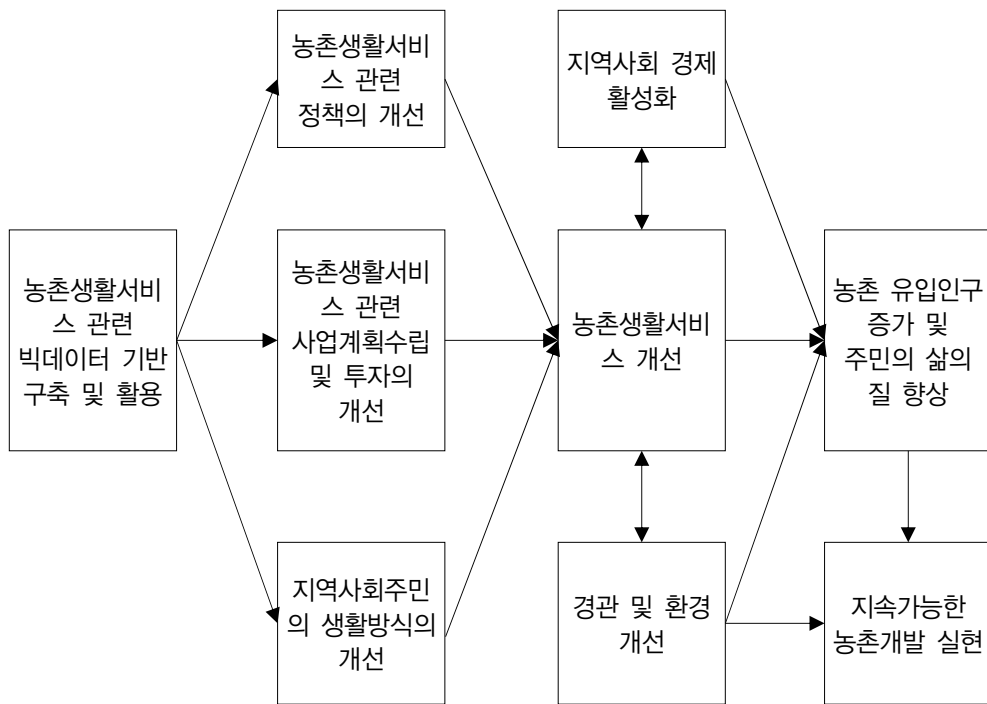 농촌생활서비
스 관련
빅데이터 기반
구축 및 활용
농촌생활서비
스 관련
정책의 개선
농촌생활서비
스 관련
사업계획수립
및 투자의
개선
지역사회주민
의 생활방식의
개선
지역사회 경제
활성화
농촌생활서비
스 개선
경관 및 환경
개선
농촌 유입인구
증가 및
주민의 삶의
질 향상
지속가능한
농촌개발 실현